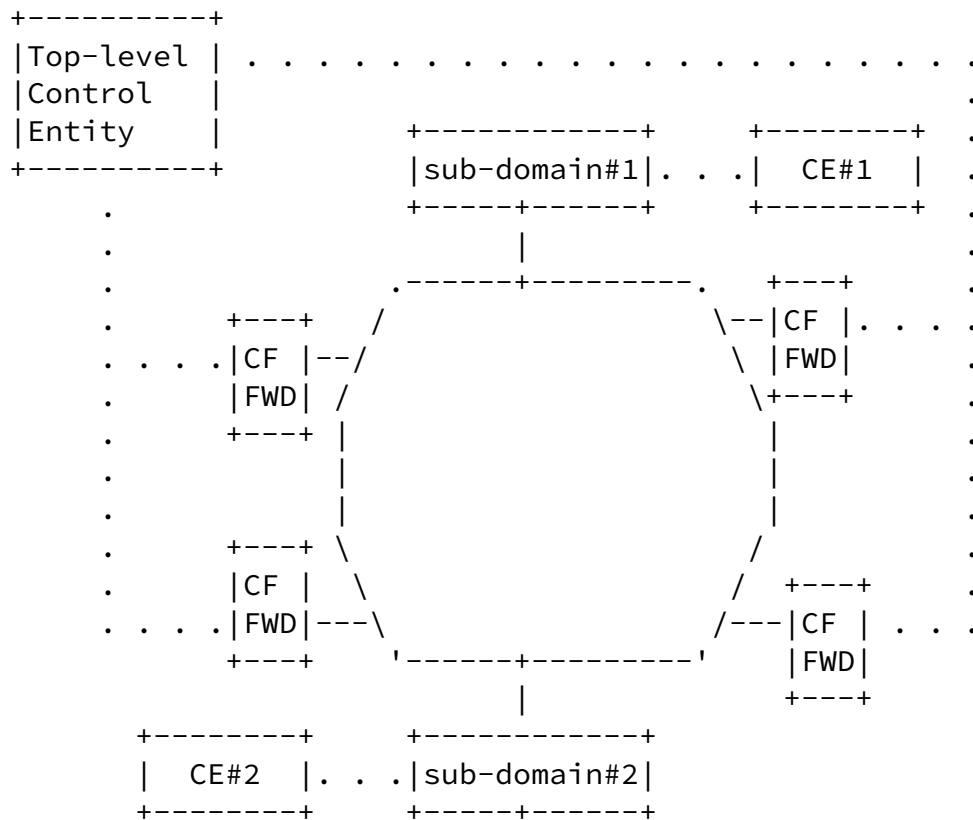 Top-level
Control
Entity
sub-domain#1
CE#1
CF
FWD
CF
FWD
CF
FWD
CF
FWD
CE#2
sub-domain#2